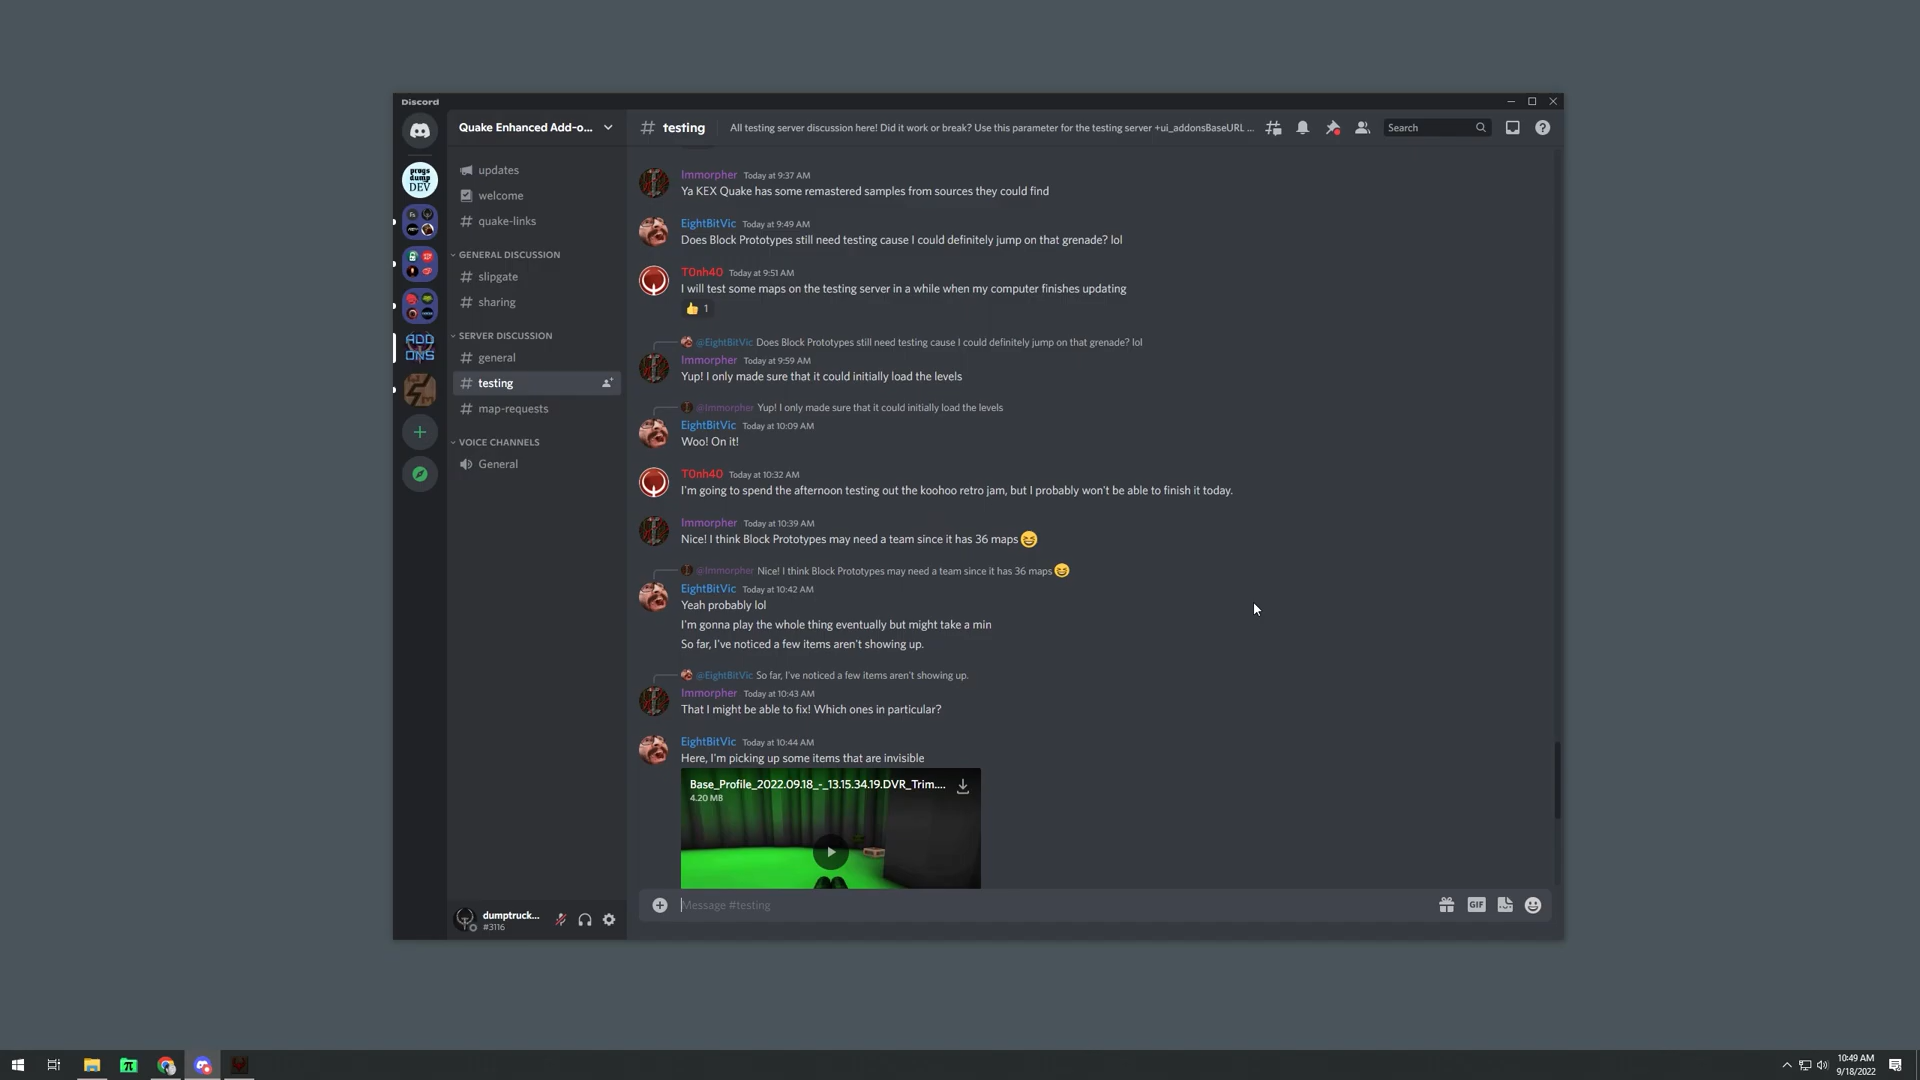 Discord
Quake Enhanced Add-o...
testing
All testing server discussion here! Did it work or break? Use this parameter for the testing server +ui_addonsBaseURL ...
Search
progs
dump
DEV
ADD
ONS
updates
welcome
quake-links
GENERAL DISCUSSION
slipgate
sharing
SERVER DISCUSSION
general
testing
map-requests
VOICE CHANNELS
General
Immorpher Today at 9:37 AM
Ya KEX Quake has some remastered samples from sources they could find
EightBitVic Today at 9:49 AM
Does Block Prototypes still need testing cause I could definitely jump on that grenade? lol
T0nh40 Today at 9:51 AM
I will test some maps on the testing server in a while when my computer finishes updating
1
@EightBitVic Does Block Prototypes still need testing cause I could definitely jump on that grenade? lol
Immorpher Today at 9:59 AM
Yup! I only made sure that it could initially load the levels
@Immorpher Yup! I only made sure that it could initially load the levels
EightBitVic Today at 10:09 AM
Woo! On it!
T0nh40 Today at 10:32 AM
I'm going to spend the afternoon testing out the koohoo retro jam, but I probably won't be able to finish it today.
Immorpher Today at 10:39 AM
Nice! I think Block Prototypes may need a team since it has 36 maps 😆
@Immorpher Nice! I think Block Prototypes may need a team since it has 36 maps 😆
EightBitVic Today at 10:42 AM
Yeah probably lol
I'm gonna play the whole thing eventually but might take a min
So far, I've noticed a few items aren't showing up.
@EightBitVic So far, I've noticed a few items aren't showing up.
Immorpher Today at 10:43 AM
That I might be able to fix! Which ones in particular?
EightBitVic Today at 10:44 AM
Here, I'm picking up some items that are invisible
Base_Profile_2022.09.18_-_13.15.34.19.DVR_Trim....
4.20 MB
Message #testing
GIF
dumptruck...
#3116
10:49 AM
9/18/2022